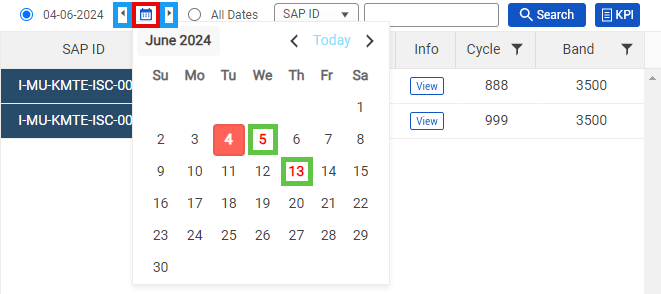 04-06-2024 All Dates SAP ID Search KPI
SAP ID Info Cycle Band
June 2024 Today
Su Mo Tu We Th Fr Sa
1
2 3 4 5 6 7 8
9 10 11 12 13 14 15
16 17 18 19 20 21 22
23 24 25 26 27 28 29
30
I-MU-KMTE-ISC-00 View 888 3500
I-MU-KMTE-ISC-00 View 999 3500